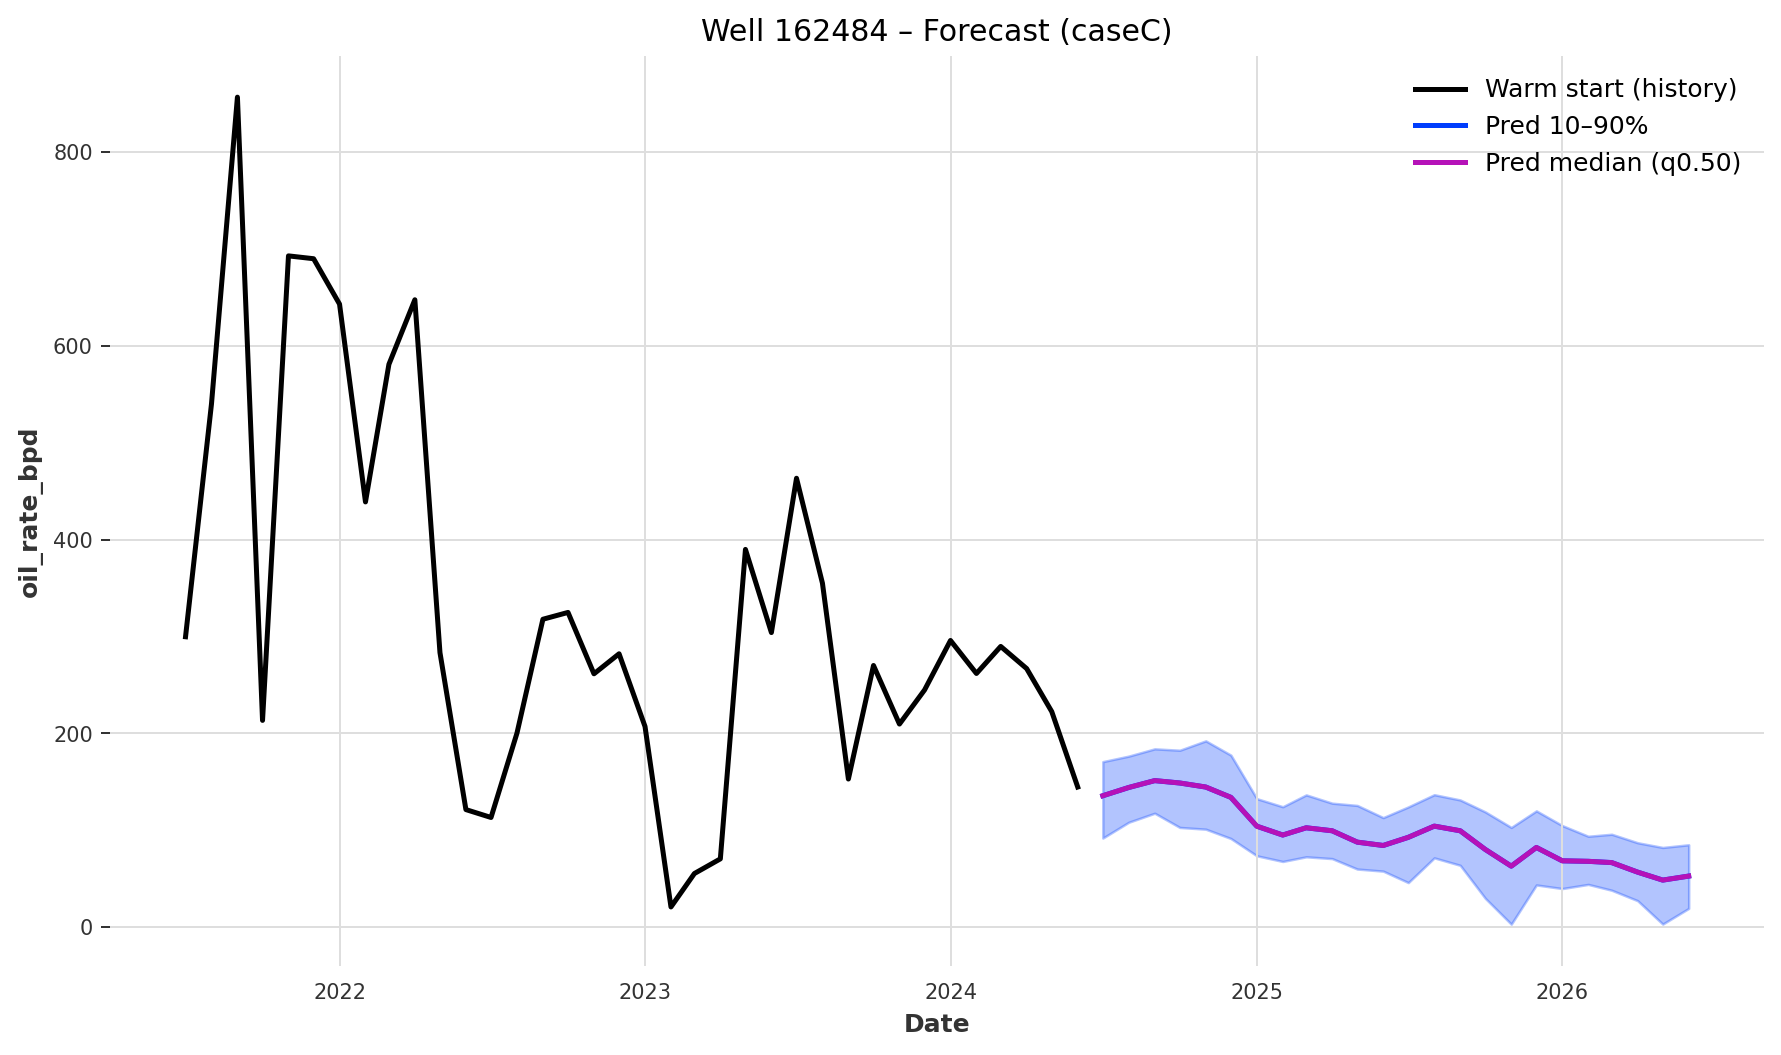 Well 162484 – Forecast (caseC)
Warm start (history)
Pred 10–90%
Pred median (q0.50)
oil_rate_bpd
800
600
400
200
0
2022
2023
2024
2025
2026
Date